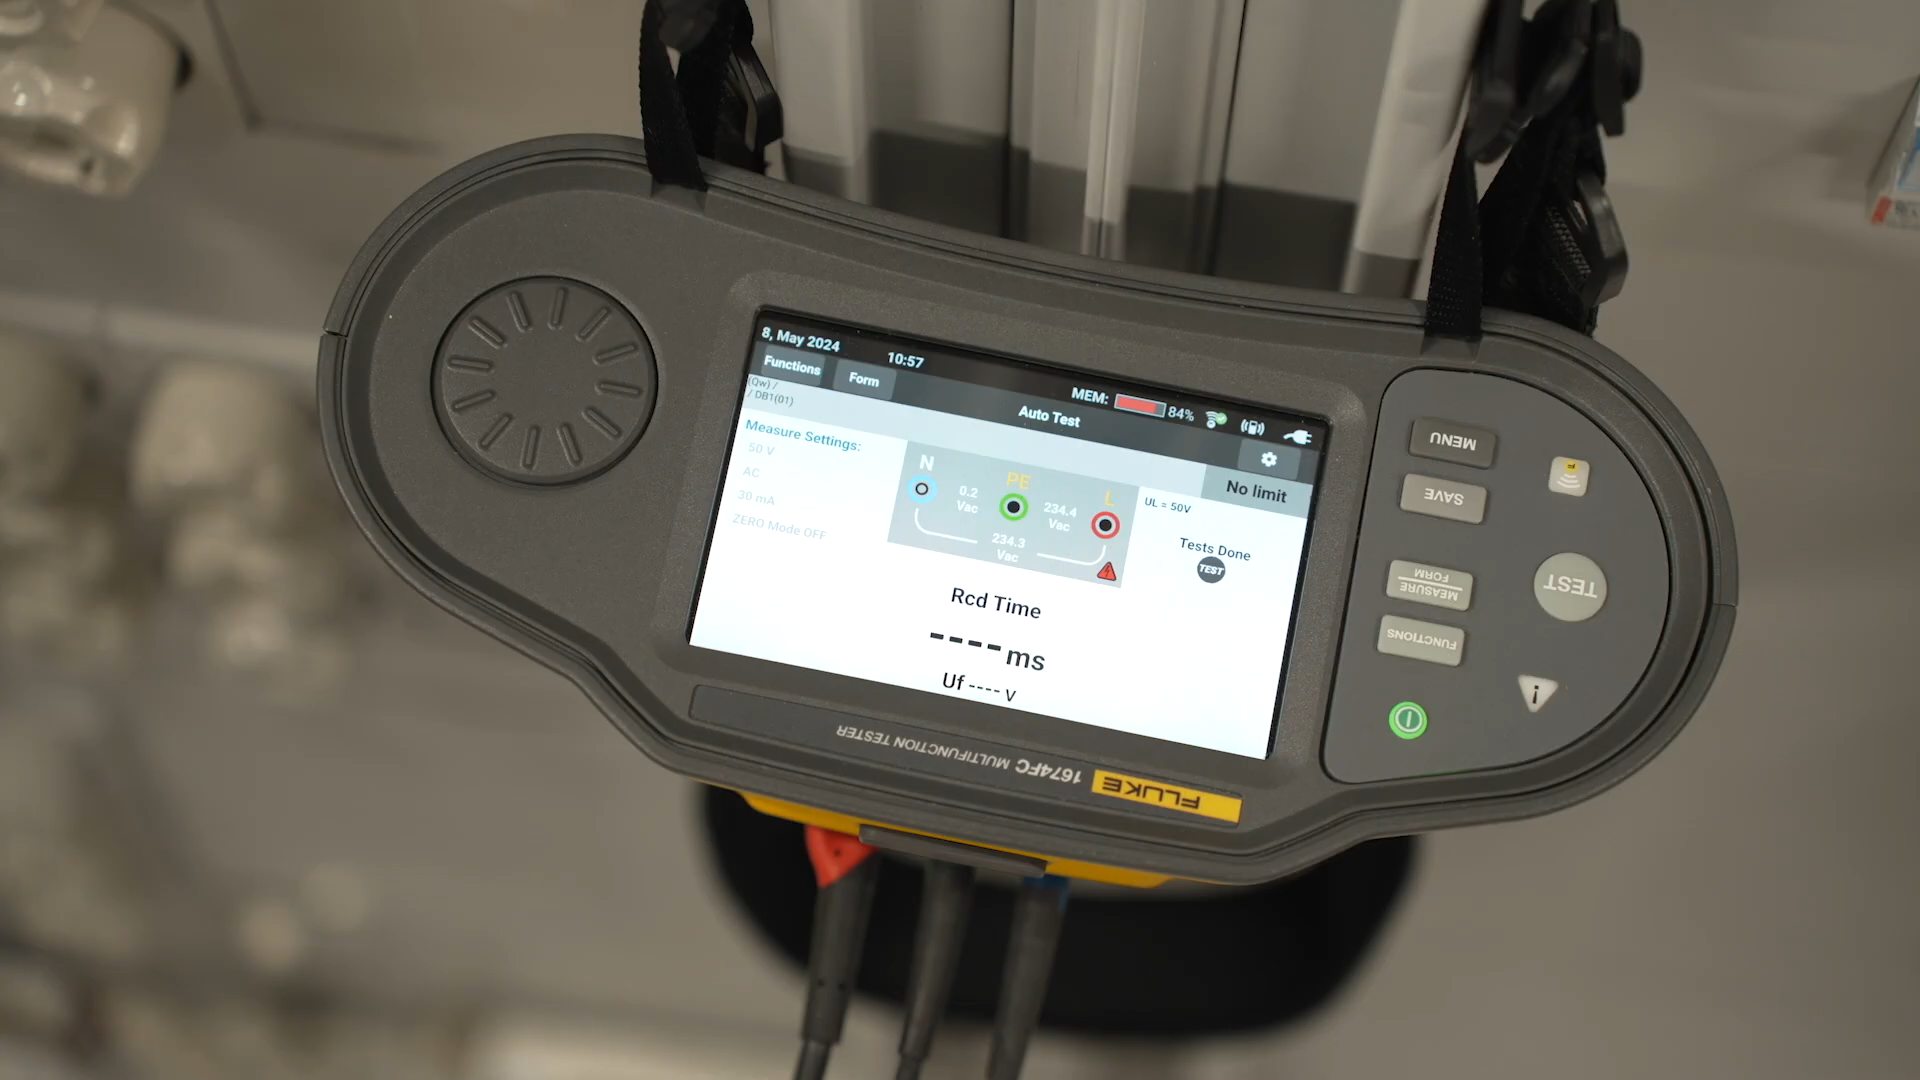 8, May 2024 10:57
MEM: 84%
Functions Form
Auto Test
(Qw) /
/ DB1(01)
No limit
Measure Settings:
50 V
AC
30 mA
ZERO Mode OFF
N PE L
0.2
Vac
234.4
Vac
234.3
Vac
UL = 50V
Tests Done
TEST
Rcd Time
---- ms
Uf ---- v
MENU
SAVE
MEASURE
FORM
FUNCTIONS
TEST
F
!
FLUKE 1674FC MULTIFUNCTION TESTER